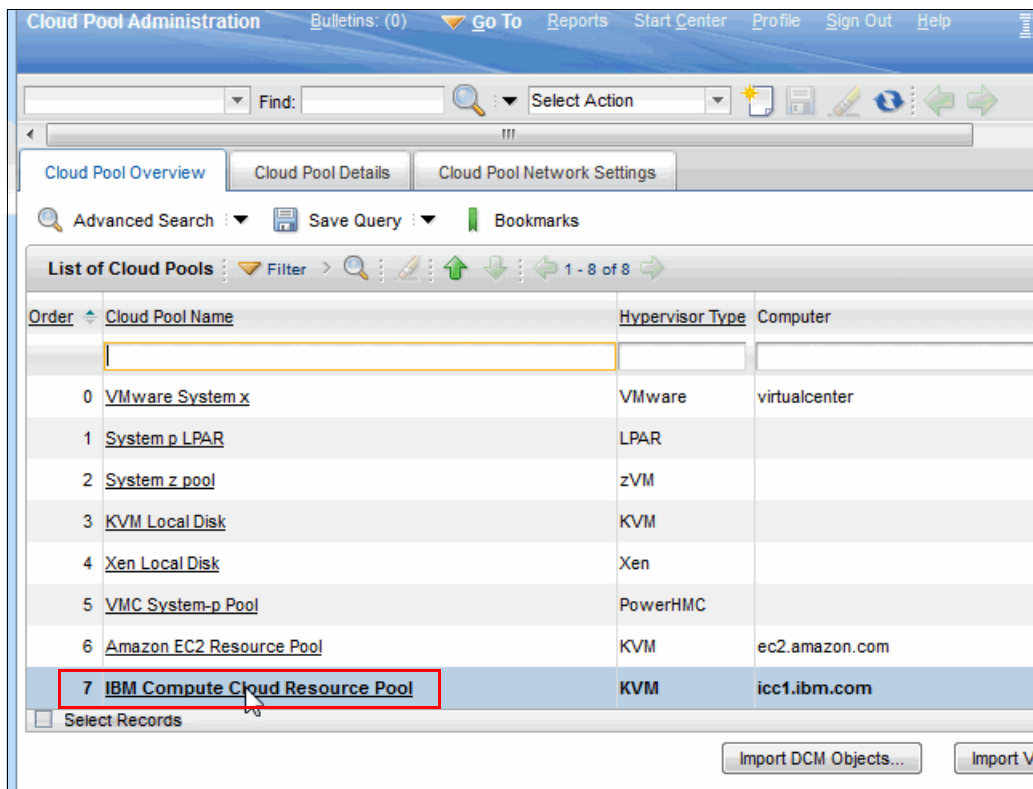 Cloud Pool Administration Bulletins: (0) Go To Reports Start Center Profile Sign Out Help
Find: Select Action
Cloud Pool Overview Cloud Pool Details Cloud Pool Network Settings
Advanced Search Save Query Bookmarks
List of Cloud Pools Filter > 1 - 8 of 8
Order Cloud Pool Name Hypervisor Type Computer
0 VMware System x VMware virtualcenter
1 System p LPAR LPAR
2 System z pool zVM
3 KVM Local Disk KVM
4 Xen Local Disk Xen
5 VMC System-p Pool PowerHMC
6 Amazon EC2 Resource Pool KVM ec2.amazon.com
7 IBM Compute Cloud Resource Pool KVM icc1.ibm.com
Select Records
Import DCM Objects... Import V